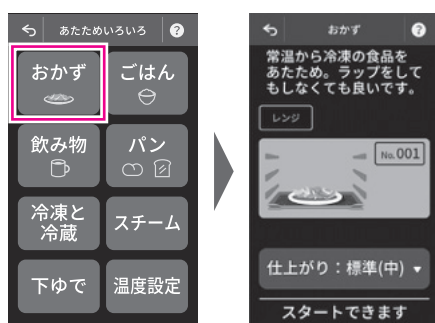 あたためいろいろ ?
おかず ごはん
飲み物 パン
冷凍と
冷蔵
スチーム
下ゆで 温度設定
おかず ?
常温から冷凍の食品を
あたため。ラップをして
もしなくても良いです。
レンジ
No.001
仕上がり：標準(中) ▼
スタートできます